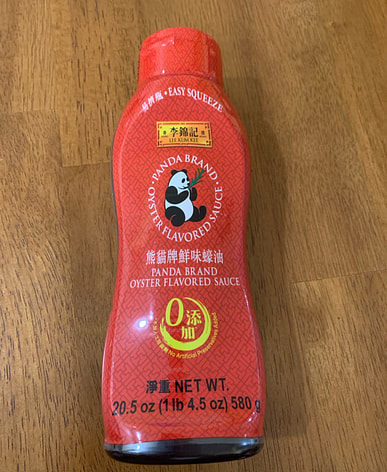 易擠瓶 • EASY SQUEEZE
李錦記
LEE KUM KEE
• PANDA BRAND •
OYSTER FLAVORED SAUCE
熊貓牌鮮味蠔油
PANDA BRAND
OYSTER FLAVORED SAUCE
0添加
No Artificial Preservatives Added
淨重 NET WT.
20.5 oz (1 lb 4.5 oz) 580 g